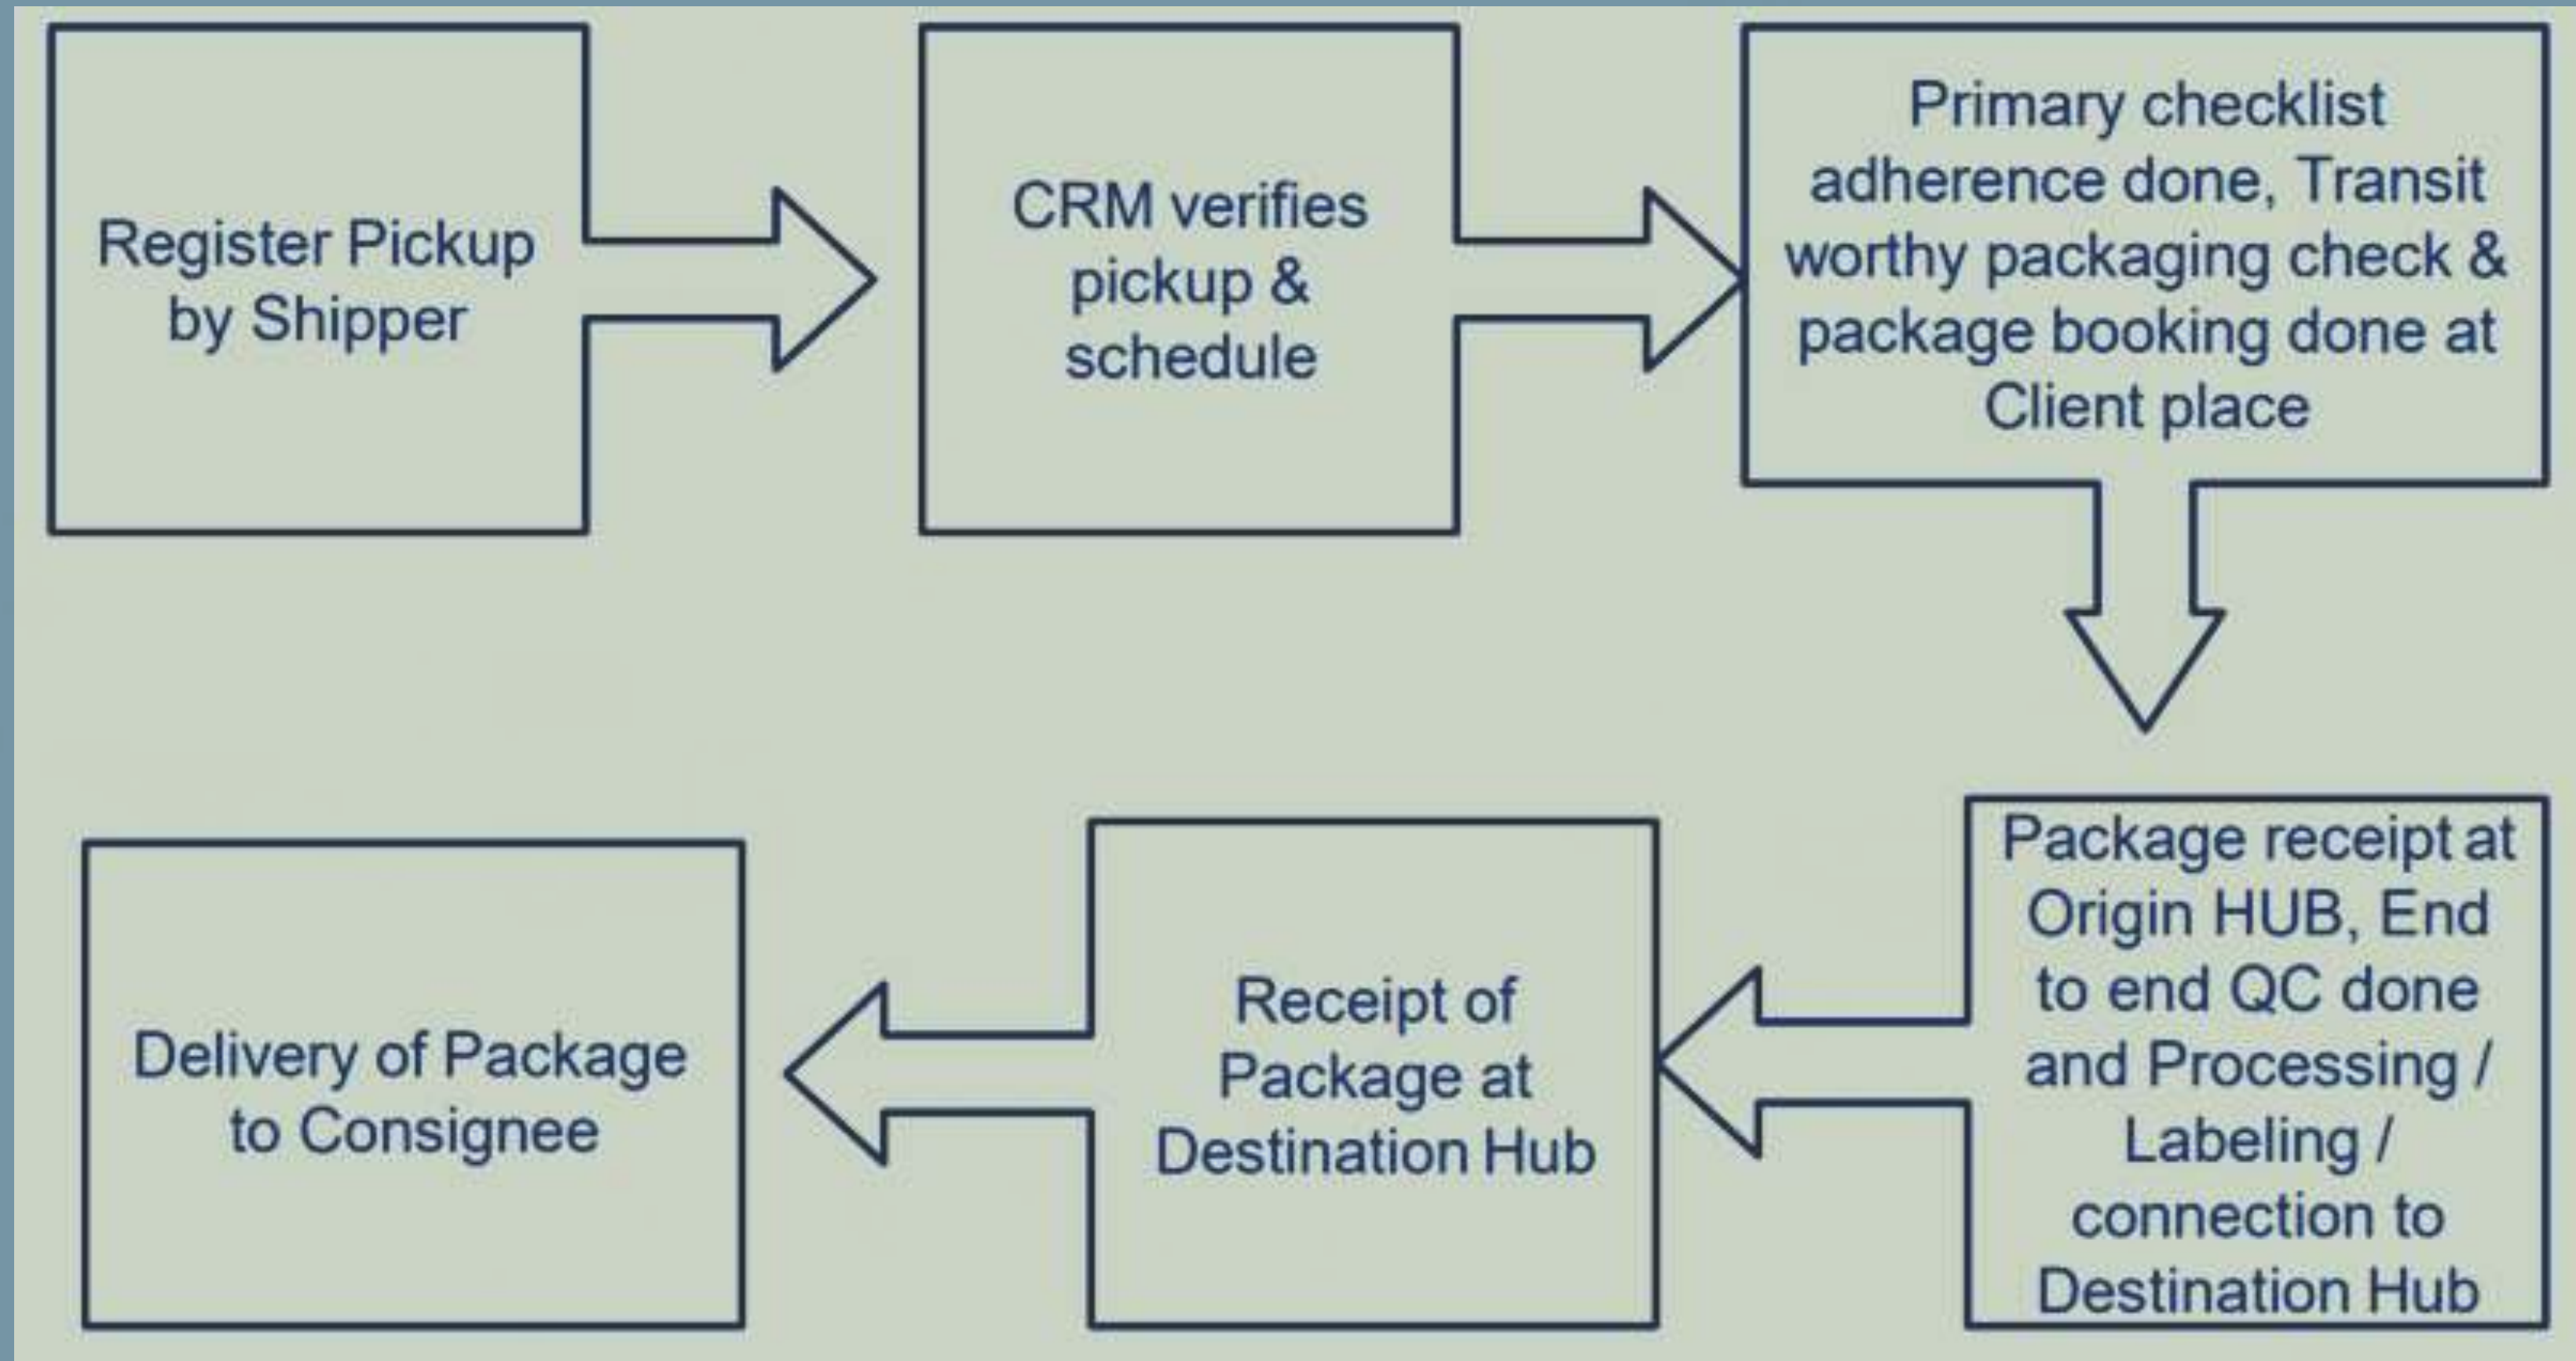 Register Pickup
by Shipper
CRM verifies
pickup &
schedule
Primary checklist
adherence done, Transit
worthy packaging check &
package booking done at
Client place
Package receipt at
Origin HUB, End
to end QC done
and Processing /
Labeling /
connection to
Destination Hub
Receipt of
Package at
Destination Hub
Delivery of Package
to Consignee